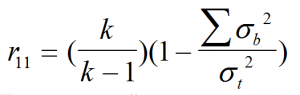 r₁₁ = (k / (k − 1))(1 − ∑σ_b² / σ_t²)